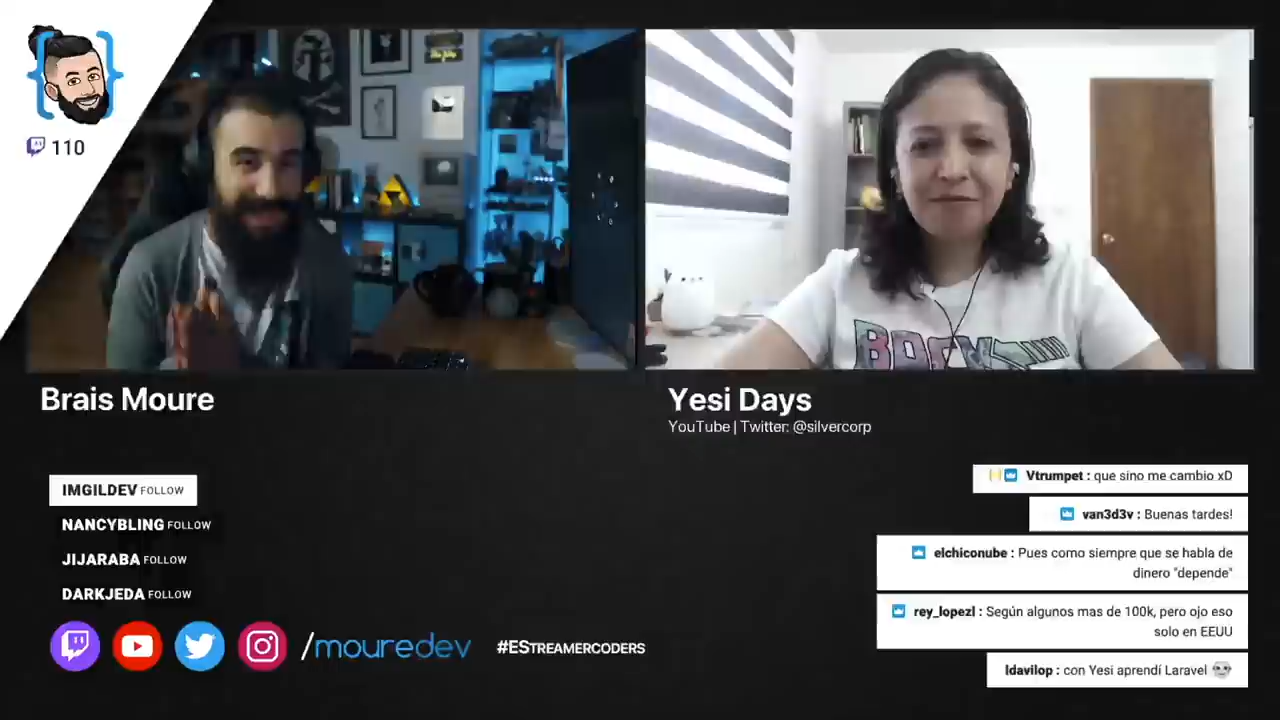 110
Brais Moure
Yesi Days
YouTube | Twitter: @silvercorp
IMGILDEV FOLLOW
NANCYBLING FOLLOW
JIJARABA FOLLOW
DARKJEDA FOLLOW
/mouredev
#ESTREAMERCODERS
Vtrumpet : que sino me cambio xD
van3d3v : Buenas tardes!
elchiconube : Pues como siempre que se habla de
dinero "depende"
rey_lopezl : Según algunos mas de 100k, pero ojo eso
solo en EEUU
ldavilop : con Yesi aprendí Laravel